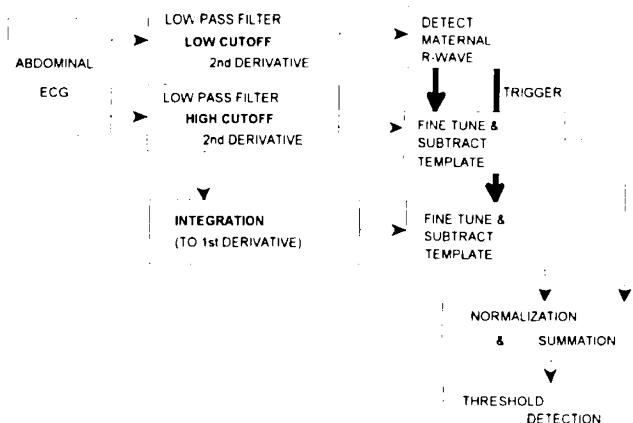 LOW PASS FILTER
LOW CUTOFF
2nd DERIVATIVE
ABDOMINAL
ECG
LOW PASS FILTER
HIGH CUTOFF
2nd DERIVATIVE
INTEGRATION
(TO 1st DERIVATIVE)
DETECT
MATERNAL
R-WAVE
TRIGGER
FINE TUNE &
SUBTRACT
TEMPLATE
FINE TUNE &
SUBTRACT
TEMPLATE
NORMALIZATION
& SUMMATION
THRESHOLD
DETECTION